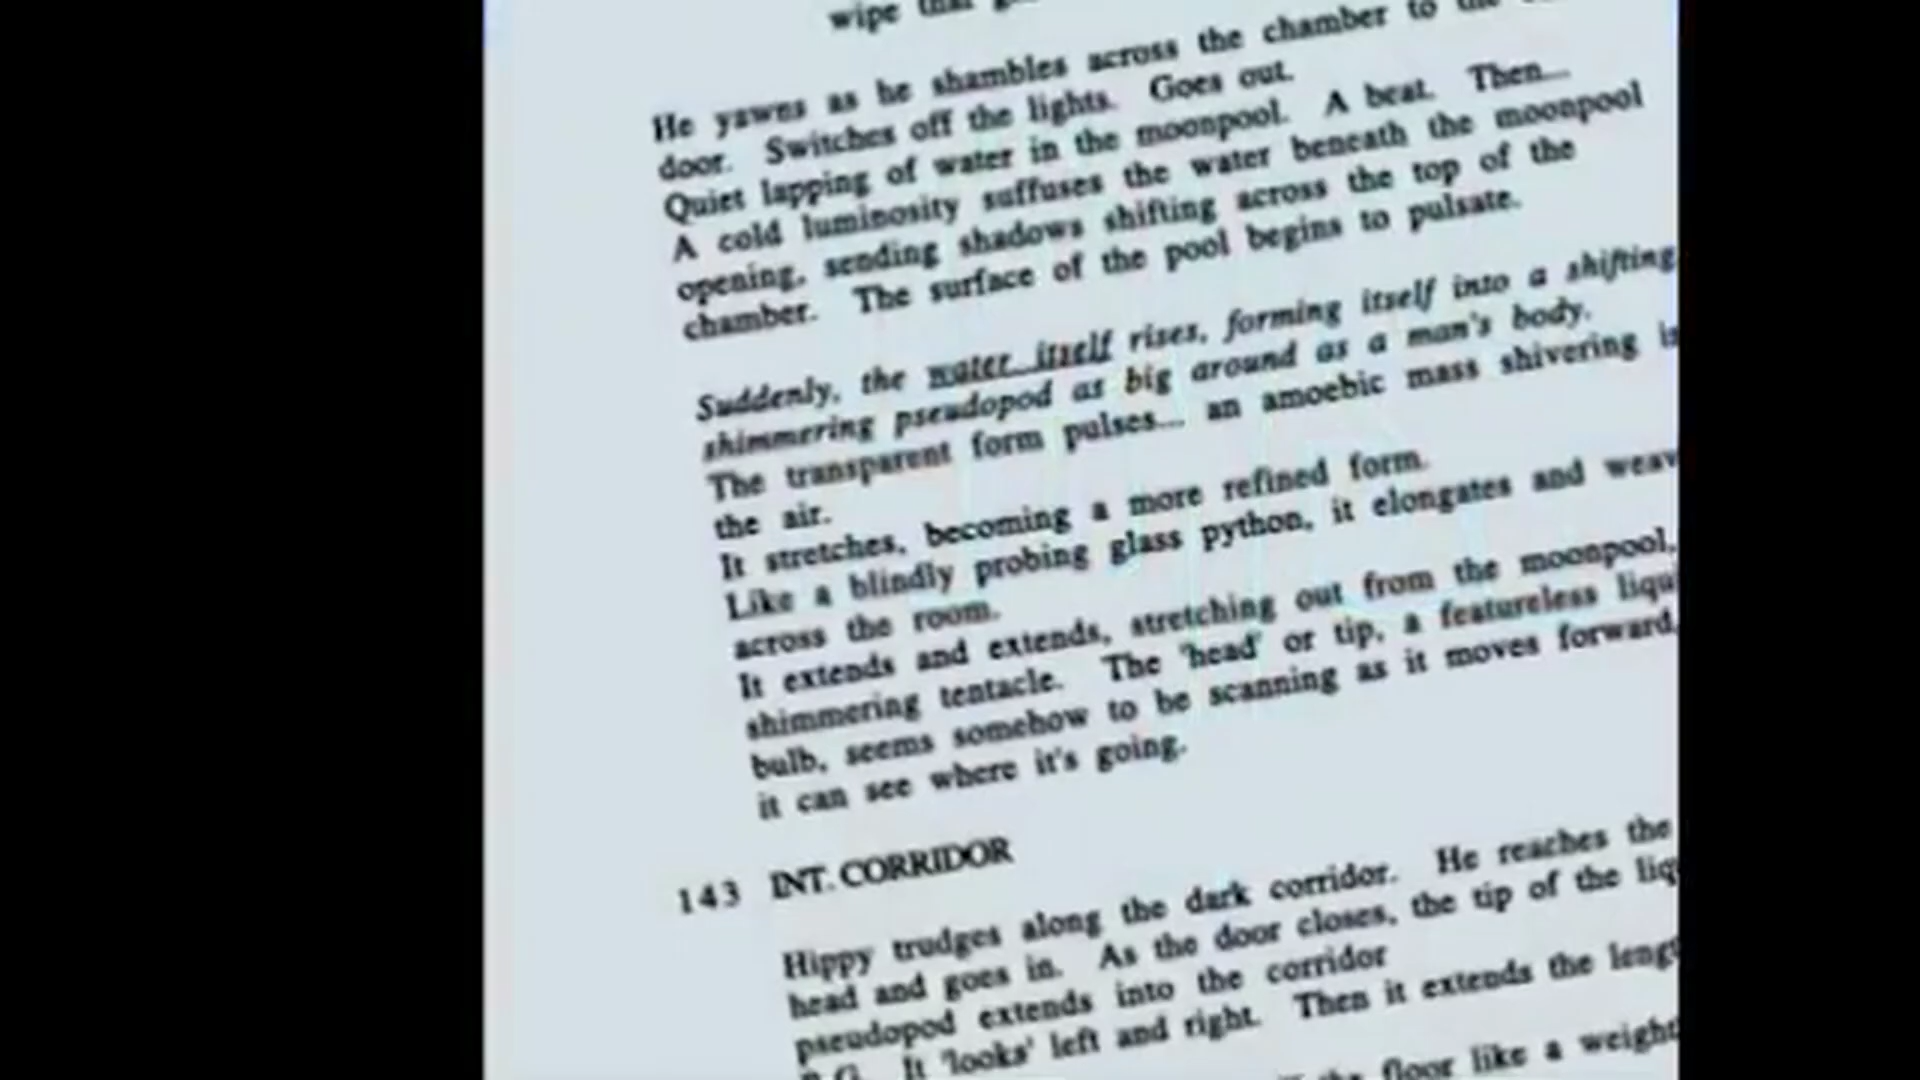 wipe that
He yawns as he shambles across the chamber to the
door. Switches off the lights. Goes out.
Quiet lapping of water in the moonpool. A beat. Then...
A cold luminosity suffuses the water beneath the moonpool
opening, sending shadows shifting across the top of the
chamber. The surface of the pool begins to pulsate.
Suddenly, the water itself rises, forming itself into a shifting
shimmering pseudopod as big around as a man's body.
The transparent form pulses... an amoebic mass shivering
the air.
It stretches, becoming a more refined form.
Like a blindly probing glass python, it elongates and weav
across the room.
It extends and extends, stretching out from the moonpool,
shimmering tentacle. The 'head' or tip, a featureless liqu
bulb, seems somehow to be scanning as it moves forward,
it can see where it's going.
143 INT. CORRIDOR
Hippy trudges along the dark corridor. He reaches the
head and goes in. As the door closes, the tip of the liq
pseudopod extends into the corridor
It 'looks' left and right. Then it extends the leng
the floor like a weight